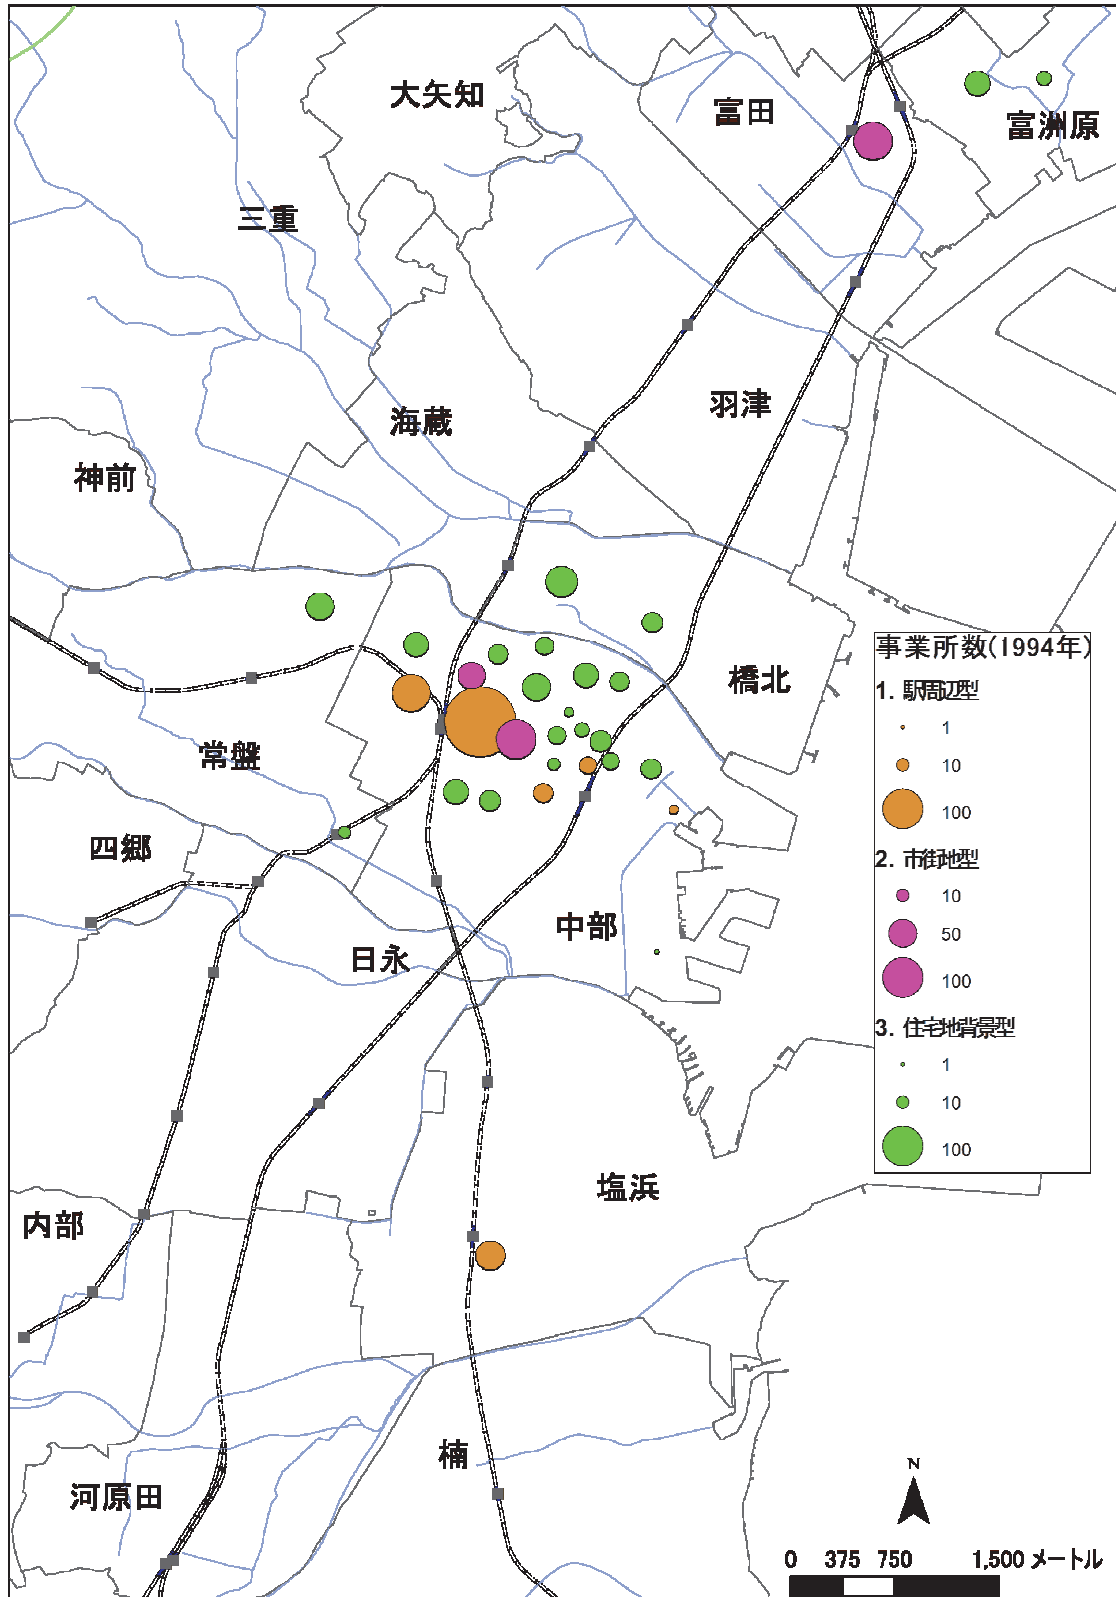 大矢知
富田
富洲原
三重
羽津
海蔵
神前
事業所数(1994年)
1. 駅周辺型
1
10
100
2. 市街地型
10
50
100
3. 住宅地背景型
1
10
100
橋北
常盤
四郷
中部
日永
塩浜
内部
楠
河原田
N
0 375 750 1,500 メートル